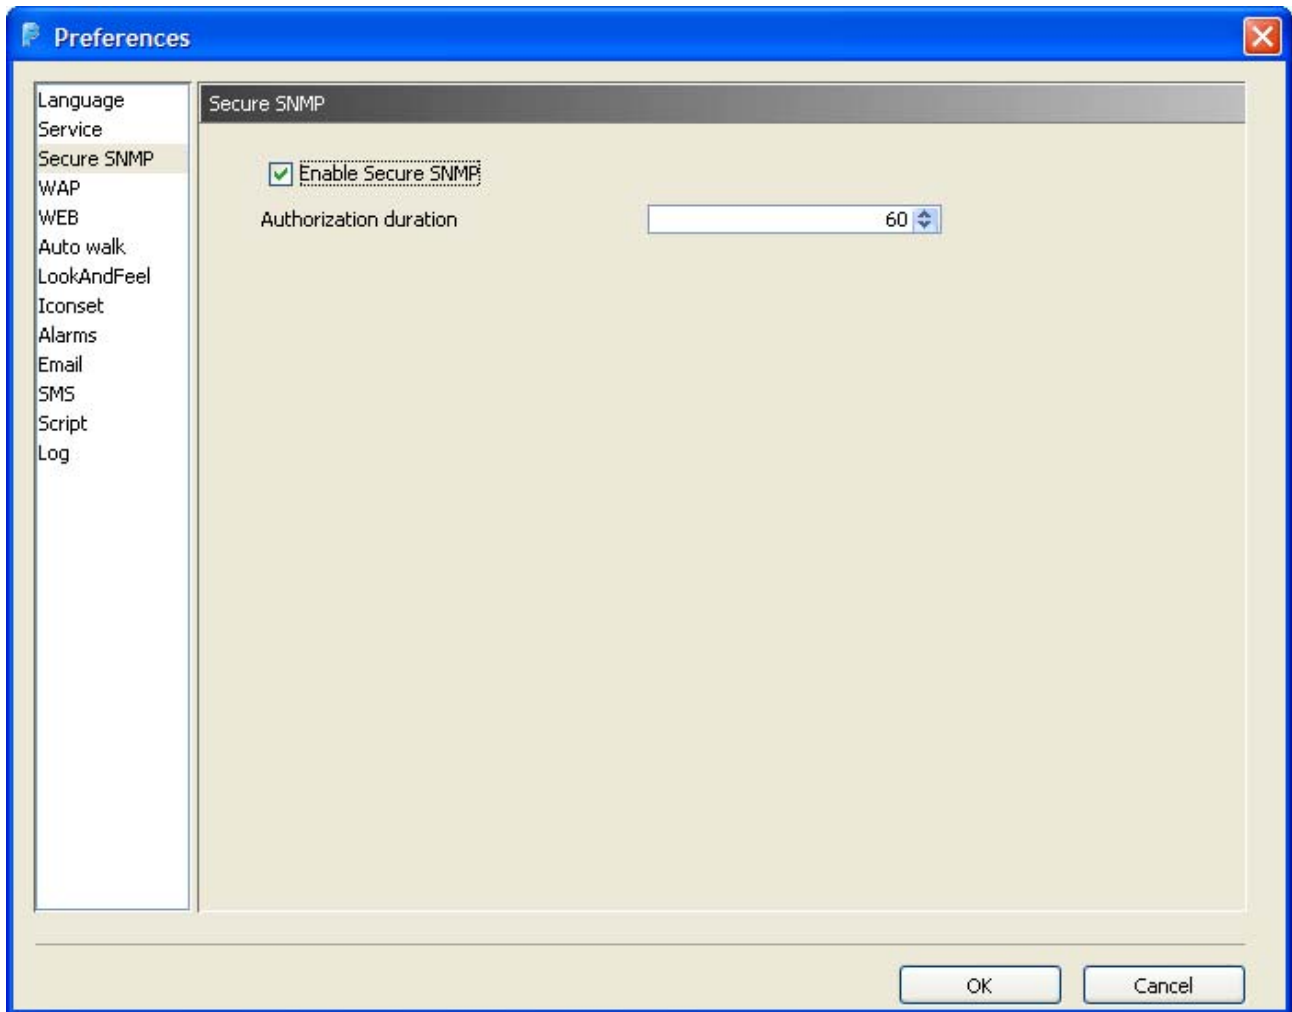 Preferences
Language
Service
Secure SNMP
WAP
WEB
Auto walk
LookAndFeel
Iconset
Alarms
Email
SMS
Script
Log
Secure SNMP
Enable Secure SNMP
Authorization duration 60
OK Cancel